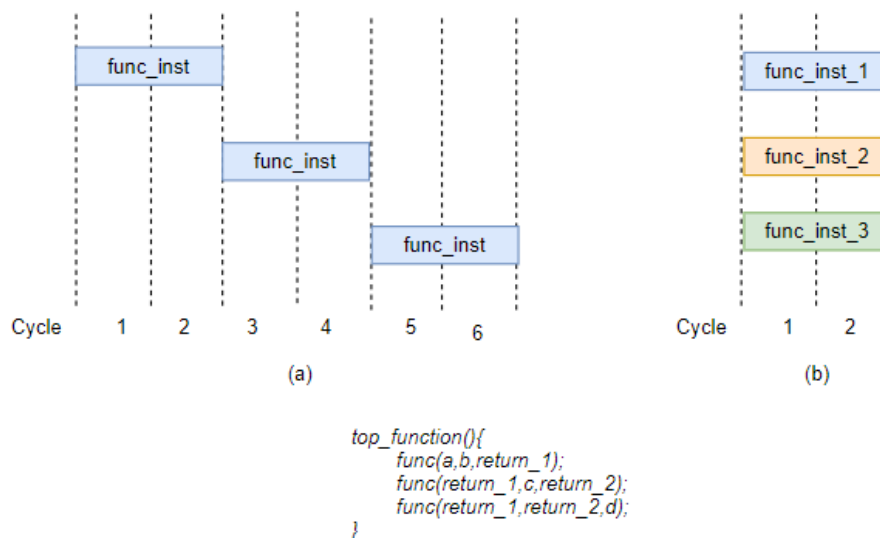 func_inst
func_inst
func_inst
Cycle 1 2 3 4 5 6
(a)
func_inst_1
func_inst_2
func_inst_3
Cycle 1 2
(b)
top_function(){
func(a,b,return_1);
func(return_1,c,return_2);
func(return_1,return_2,d);
}